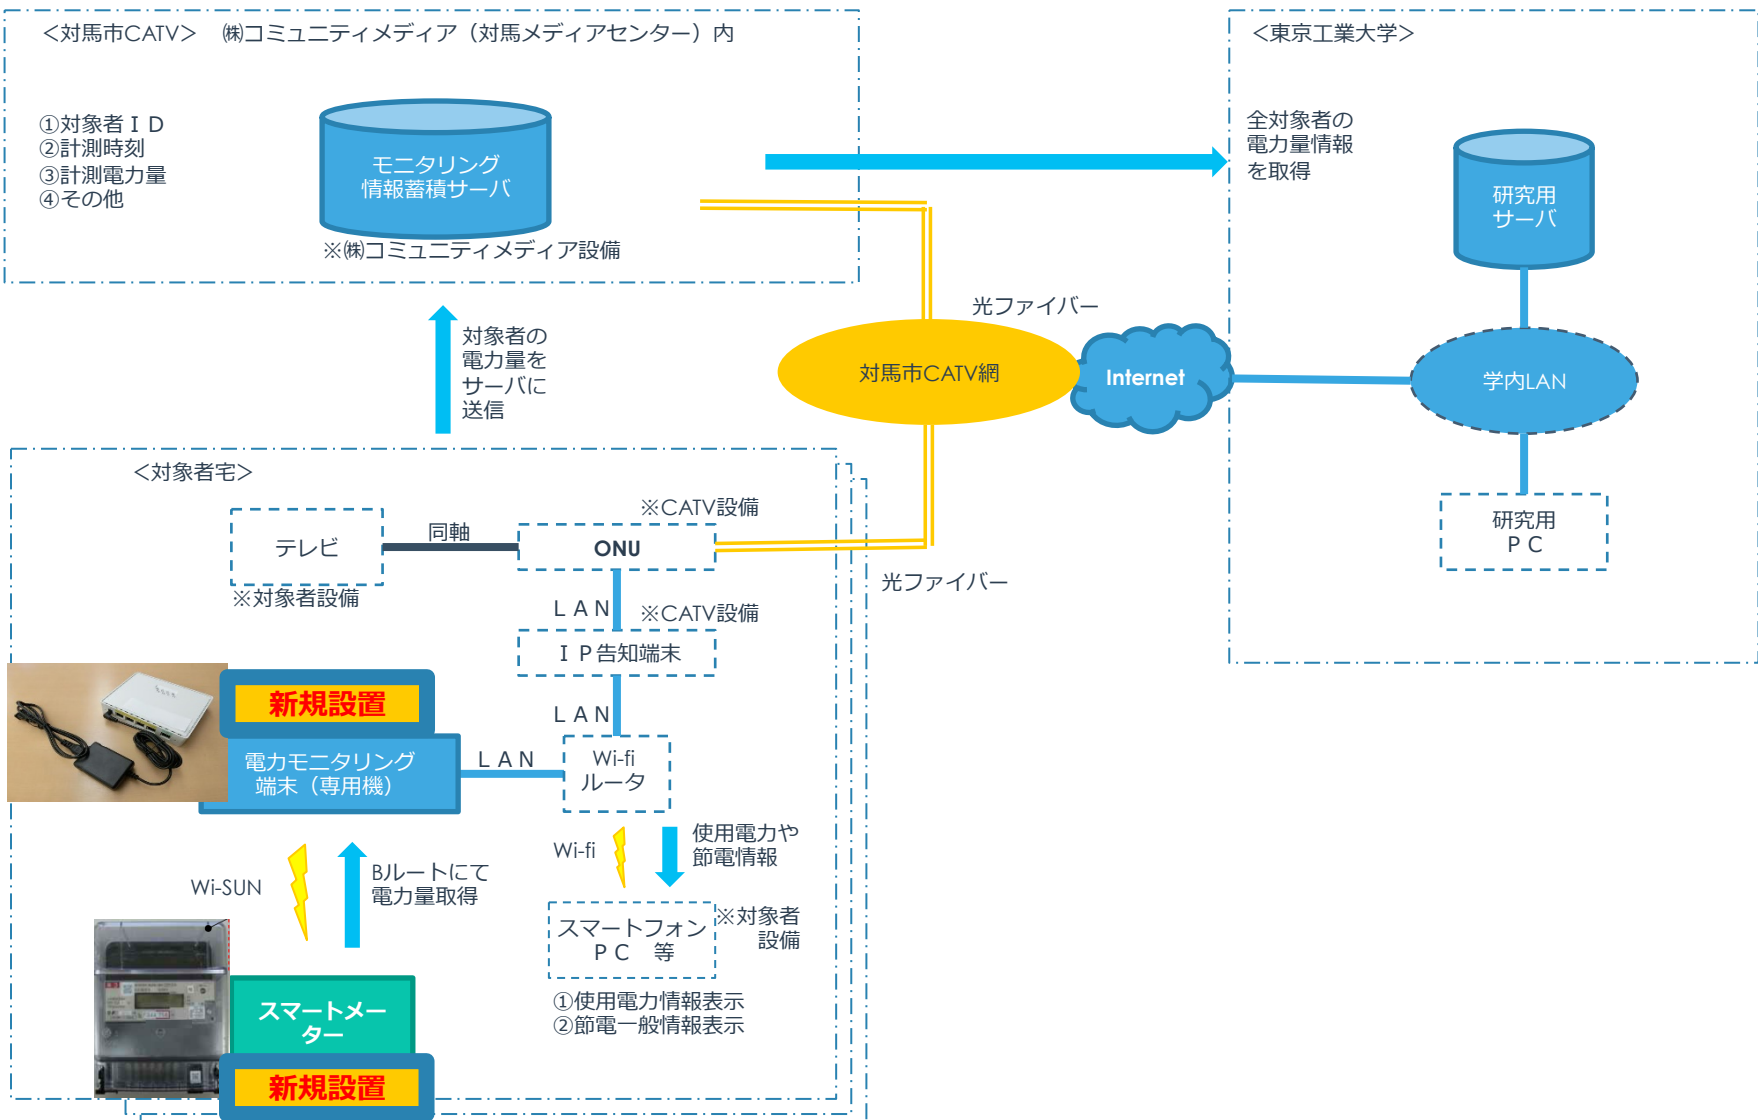 ＜対馬市CATV＞　㈱コミュニティメディア（対馬メディアセンター）内
①対象者ＩＤ
②計測時刻
③計測電力量
④その他
モニタリング
情報蓄積サーバ
※㈱コミュニティメディア設備
＜東京工業大学＞
全対象者の
電力量情報
を取得
研究用
サーバ
対象者の
電力量を
サーバに
送信
光ファイバー
対馬市CATV網
Internet
学内LAN
研究用
ＰＣ
＜対象者宅＞
※CATV設備
テレビ
同軸
ONU
※対象者設備
光ファイバー
ＬＡＮ
※CATV設備
ＩＰ告知端末
新規設置
ＬＡＮ
電力モニタリング
端末（専用機）
ＬＡＮ
Wi-fi
ルータ
Wi-fi
使用電力や
節電情報
Wi-SUN
Bルートにて
電力量取得
スマートフォン
ＰＣ　等
※対象者
設備
①使用電力情報表示
②節電一般情報表示
スマートメー
ター
新規設置